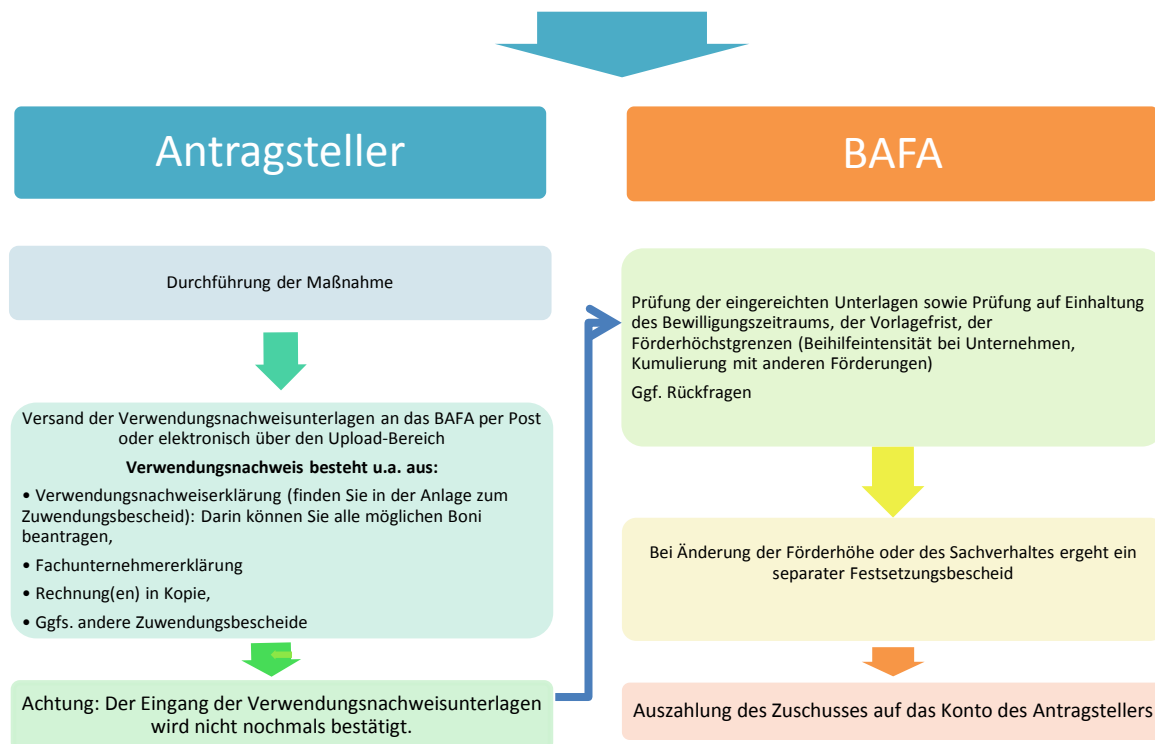 Antragsteller
Durchführung der Maßnahme
Versand der Verwendungsnachweisunterlagen an das BAFA per Post
oder elektronisch über den Upload-Bereich
Verwendungsnachweis besteht u.a. aus:
• Verwendungsnachweiserklärung (finden Sie in der Anlage zum
Zuwendungsbescheid): Darin können Sie alle möglichen Boni
beantragen,
• Fachunternehmererklärung
• Rechnung(en) in Kopie,
• Ggfs. andere Zuwendungsbescheide
Achtung: Der Eingang der Verwendungsnachweisunterlagen
wird nicht nochmals bestätigt.
BAFA
Prüfung der eingereichten Unterlagen sowie Prüfung auf Einhaltung
des Bewilligungszeitraums, der Vorlagefrist, der
Förderhöchstgrenzen (Beihilfeintensität bei Unternehmen,
Kumulierung mit anderen Förderungen)
Ggf. Rückfragen
Bei Änderung der Förderhöhe oder des Sachverhaltes ergeht ein
separater Festsetzungsbescheid
Auszahlung des Zuschusses auf das Konto des Antragstellers